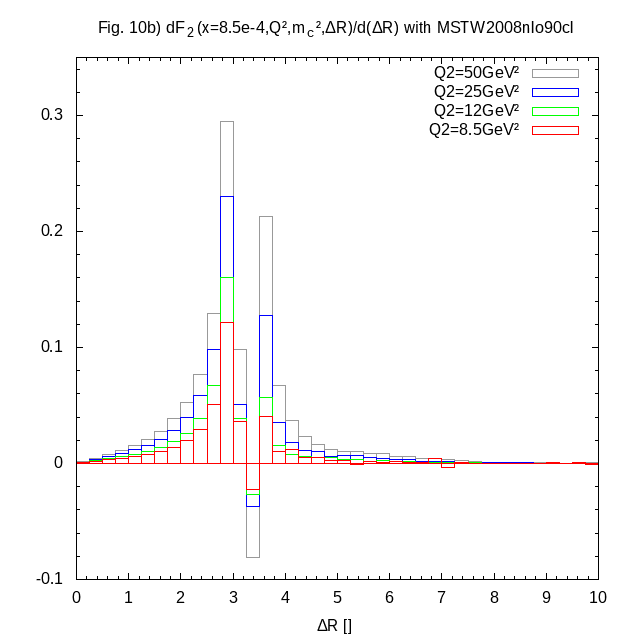 Fig. 10b) dF₂(x=8.5e-4,Q²,m_c²,ΔR)/d(ΔR) with MSTW2008nlo90cl
Q2=50GeV²
Q2=25GeV²
Q2=12GeV²
Q2=8.5GeV²
0.3
0.2
0.1
0
-0.1
0 1 2 3 4 5 6 7 8 9 10
ΔR []